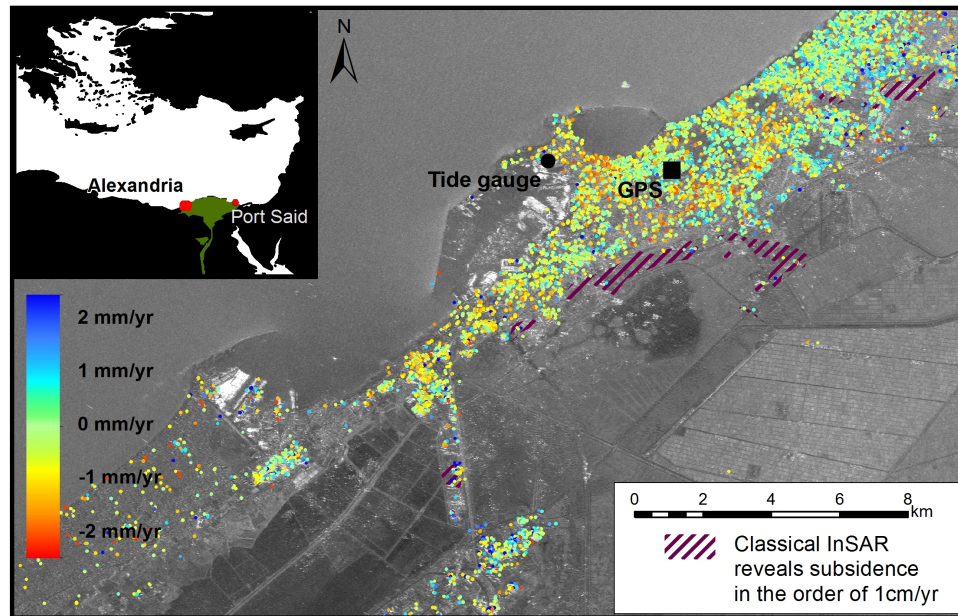 N
Alexandria
Port Said
Tide gauge
GPS
2 mm/yr
1 mm/yr
0 mm/yr
-1 mm/yr
-2 mm/yr
0 2 4 6 8
km
Classical InSAR
reveals subsidence
in the order of 1cm/yr